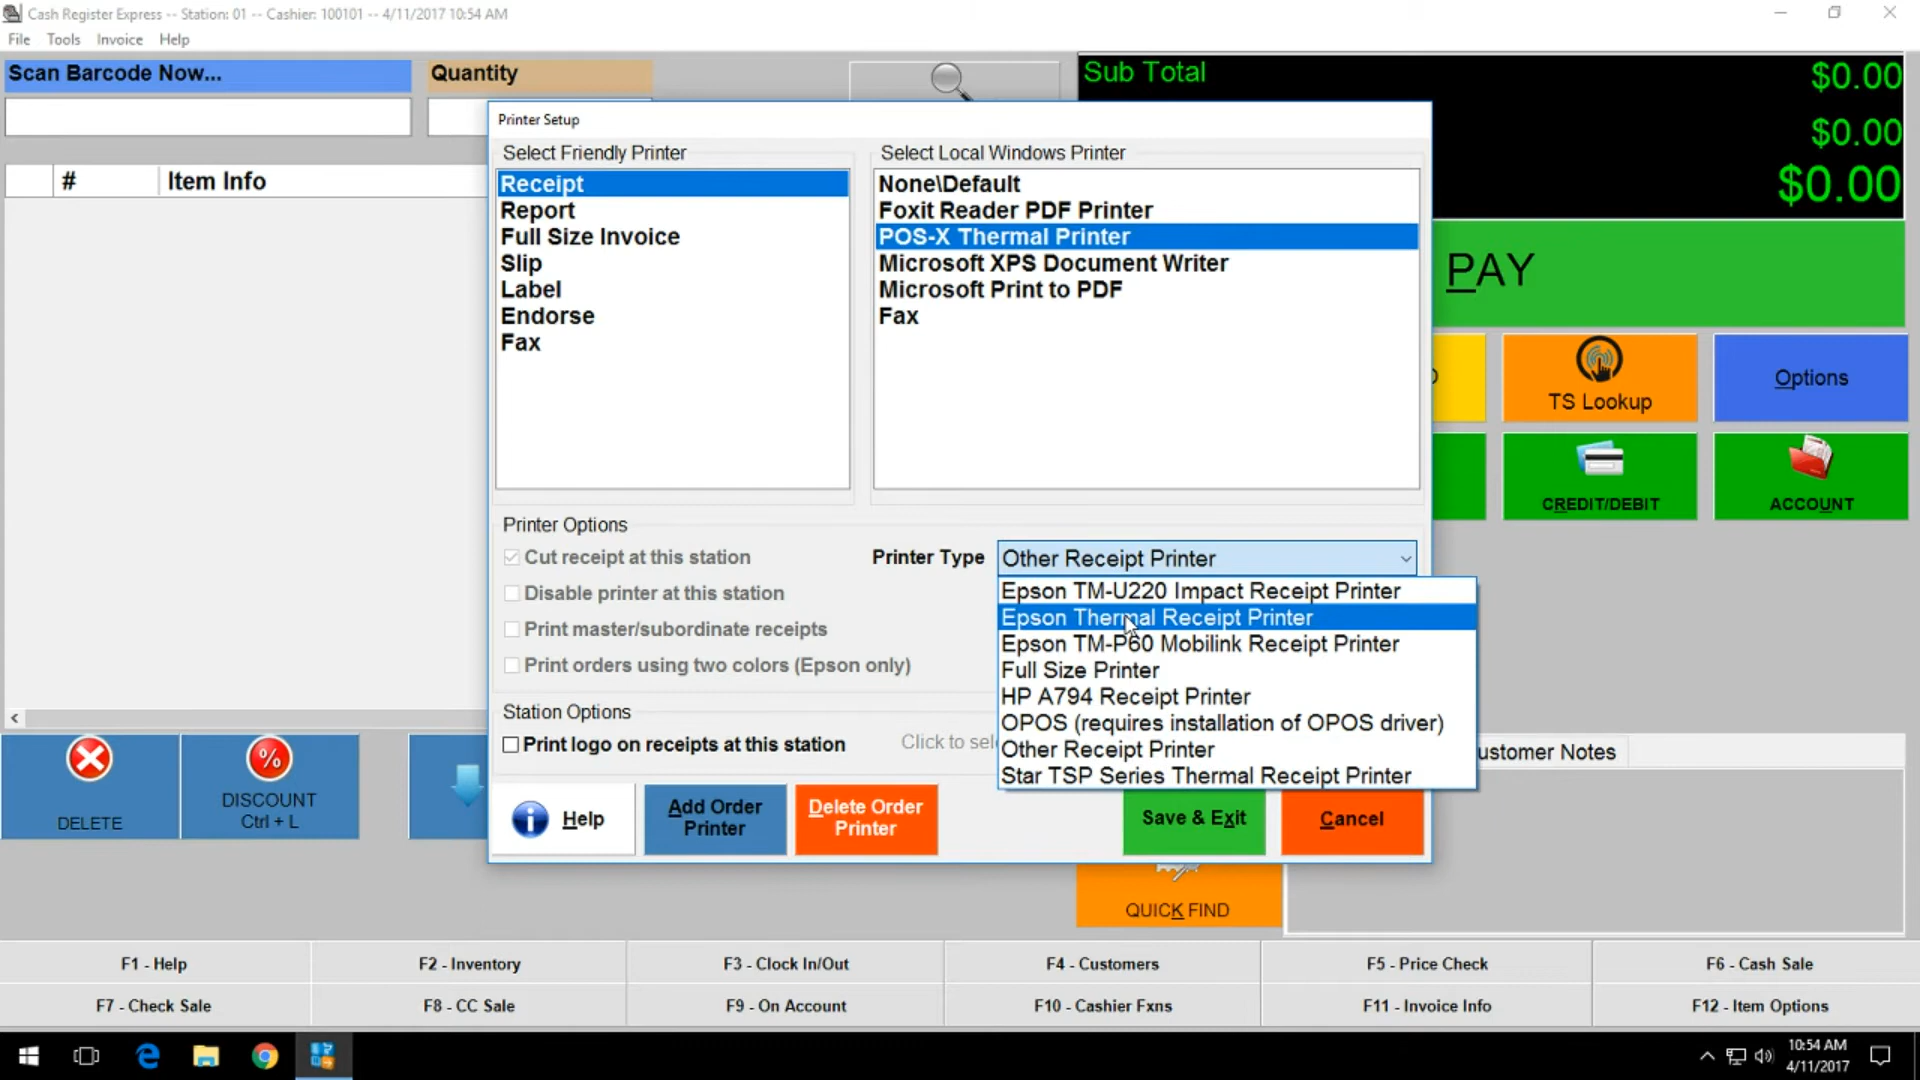 Cash Register Express -- Station: 01 -- Cashier: 100101 -- 4/11/2017 10:54 AM
File Tools Invoice Help
Scan Barcode Now...
Quantity
Sub Total
$0.00
$0.00
$0.00
# Item Info
Printer Setup
Select Friendly Printer
Receipt
Report
Full Size Invoice
Slip
Label
Endorse
Fax
Select Local Windows Printer
None\Default
Foxit Reader PDF Printer
POS-X Thermal Printer
Microsoft XPS Document Writer
Microsoft Print to PDF
Fax
PAY
TS Lookup
Options
CREDIT/DEBIT
ACCOUNT
Printer Options
Cut receipt at this station
Disable printer at this station
Print master/subordinate receipts
Print orders using two colors (Epson only)
Printer Type
Other Receipt Printer
Epson TM-U220 Impact Receipt Printer
Epson Thermal Receipt Printer
Epson TM-P60 Mobilink Receipt Printer
Full Size Printer
HP A794 Receipt Printer
OPOS (requires installation of OPOS driver)
Other Receipt Printer
Star TSP Series Thermal Receipt Printer
Station Options
Print logo on receipts at this station
Click to
Notes
Help
Add Order
Printer
Delete Order
Printer
Save & Exit
Cancel
DELETE
DISCOUNT
Ctrl + L
QUICK FIND
F1 - Help
F2 - Inventory
F3 - Clock In/Out
F4 - Customers
F5 - Price Check
F6 - Cash Sale
F7 - Check Sale
F8 - CC Sale
F9 - On Account
F10 - Cashier Fxns
F11 - Invoice Info
F12 - Item Options
10:54 AM
4/11/2017